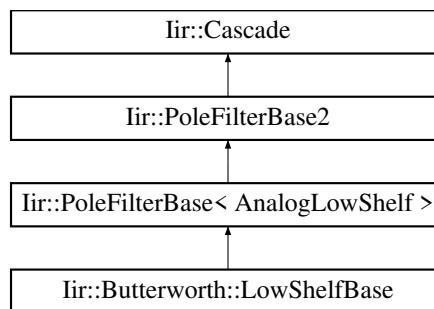 Iir::Cascade
Iir::PoleFilterBase2
Iir::PoleFilterBase< AnalogLowShelf >
Iir::Butterworth::LowShelfBase